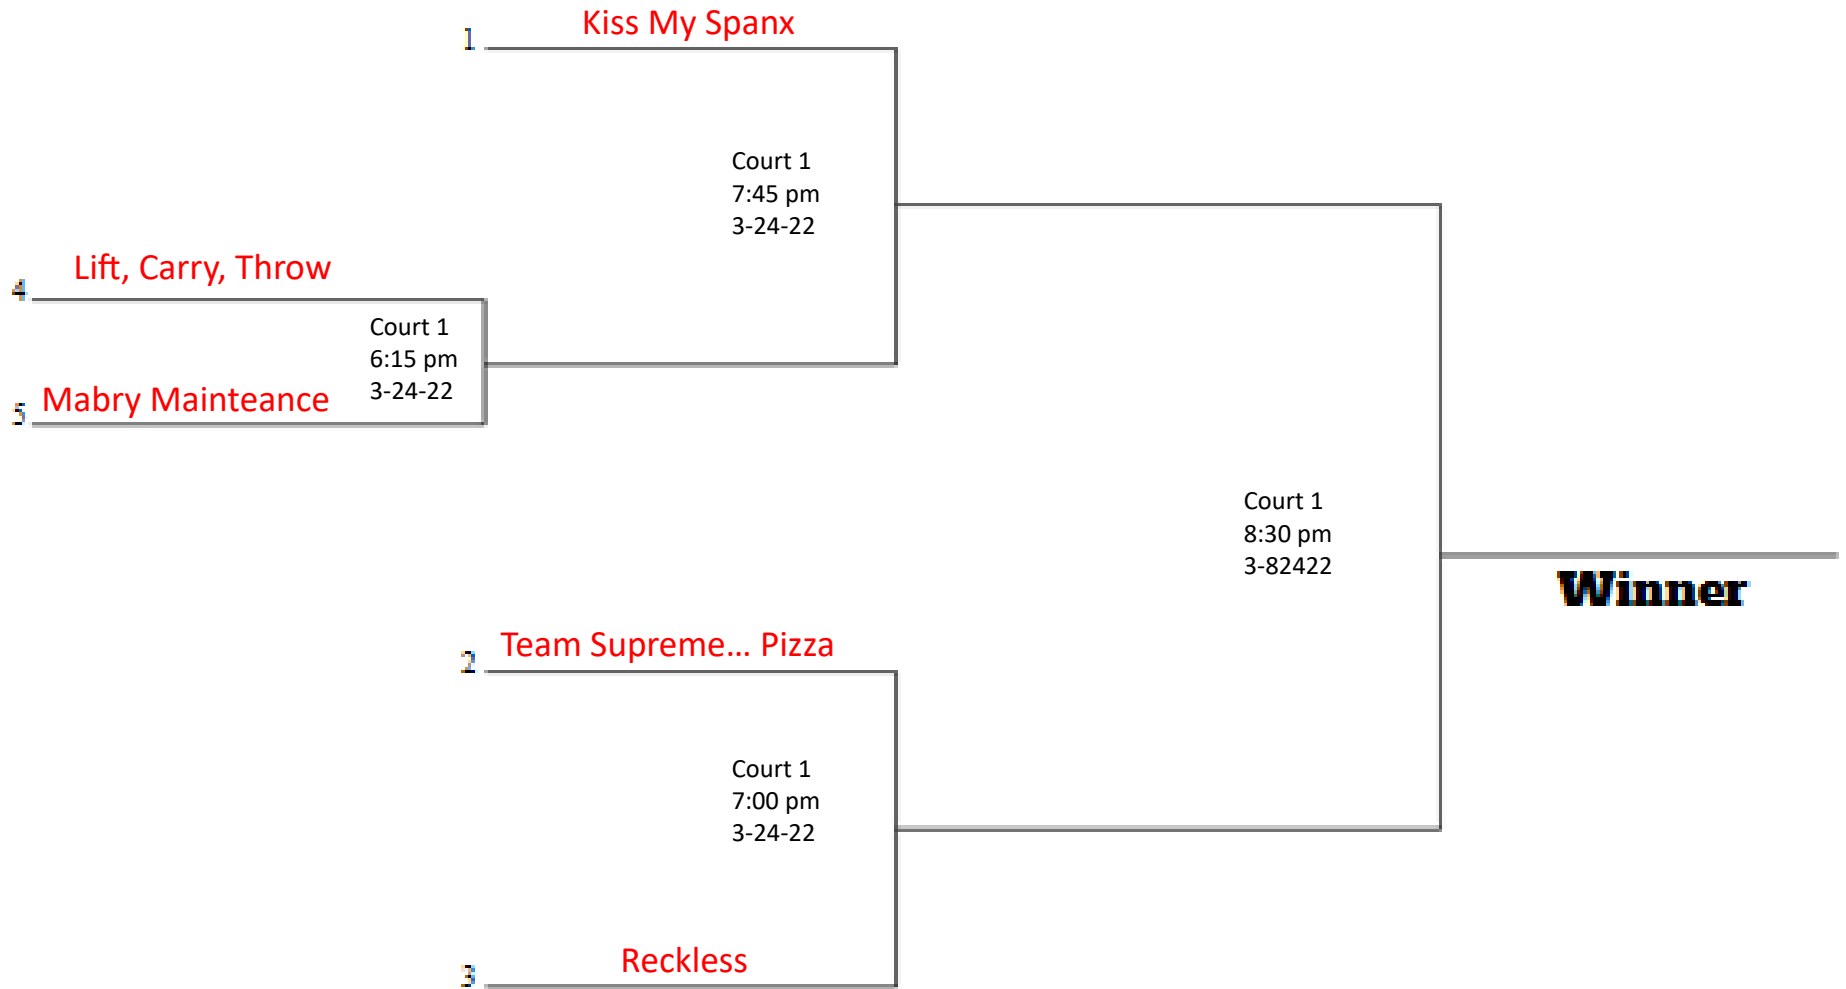 Kiss My Spanx
1
Court 1
7:45 pm
3-24-22
Lift, Carry, Throw
4
Court 1
6:15 pm
3-24-22
Mabry Mainteance
5
Court 1
8:30 pm
3-82422
Winner
Team Supreme... Pizza
2
Court 1
7:00 pm
3-24-22
Reckless
3